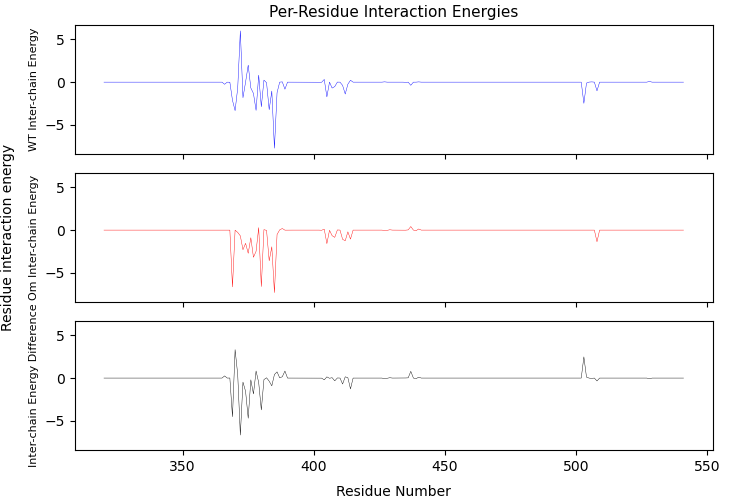 Per-Residue Interaction Energies
Residue interaction energy
WT Inter-chain Energy
5
0
−5
Om Inter-chain Energy
5
0
−5
Inter-chain Energy Difference
5
0
−5
350
400
450
500
550
Residue Number